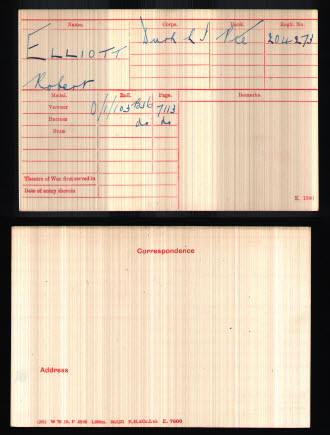 Name. Corps. Rank. Regtl. No.
ELLIOTT Durh L I Pte 204273
Robert
Medal. Roll. Page. Remarks.
Victory 0/1/103 B36 7113
British do do
Star
Theatre of War first served in
Date of entry therein
K. 1380
Correspondence
Address